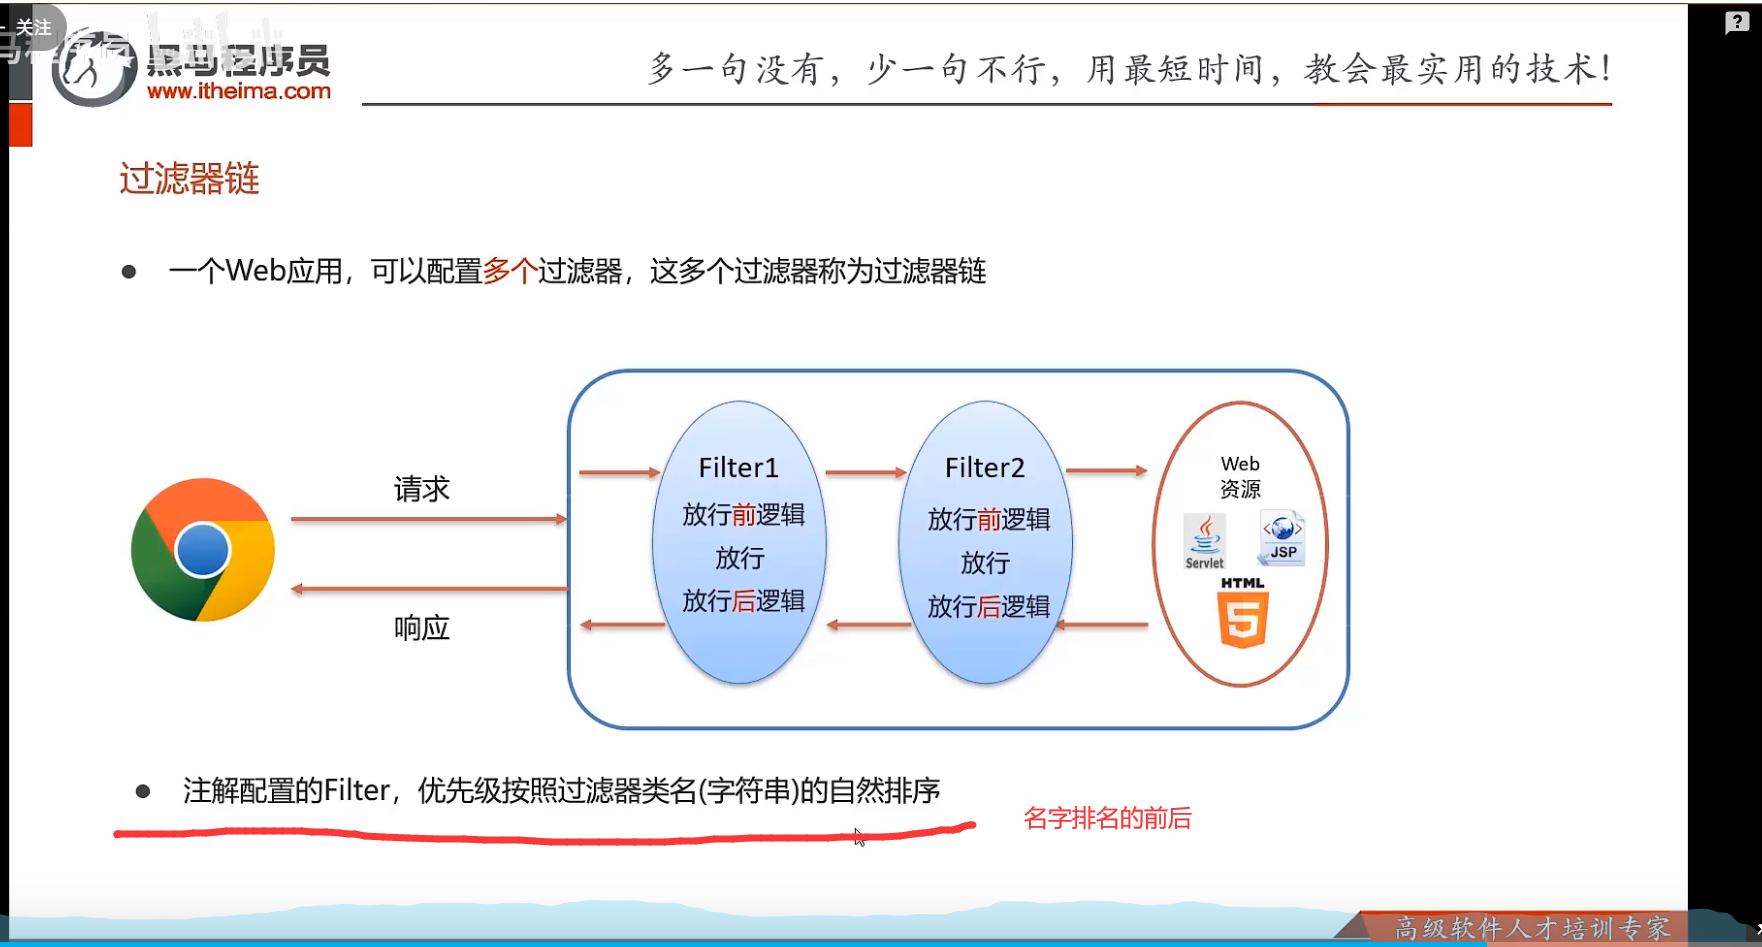 关注
黑马程序员
www.itheima.com
多一句没有，少一句不行，用最短时间，教会最实用的技术！
过滤器链
● 一个Web应用，可以配置多个过滤器，这多个过滤器称为过滤器链
请求
响应
Filter1
放行前逻辑
放行
放行后逻辑
Filter2
放行前逻辑
放行
放行后逻辑
Web
资源
Servlet
JSP
HTML
5
● 注解配置的Filter，优先级按照过滤器类名(字符串)的自然排序
名字排名的前后
高级软件人才培训专家